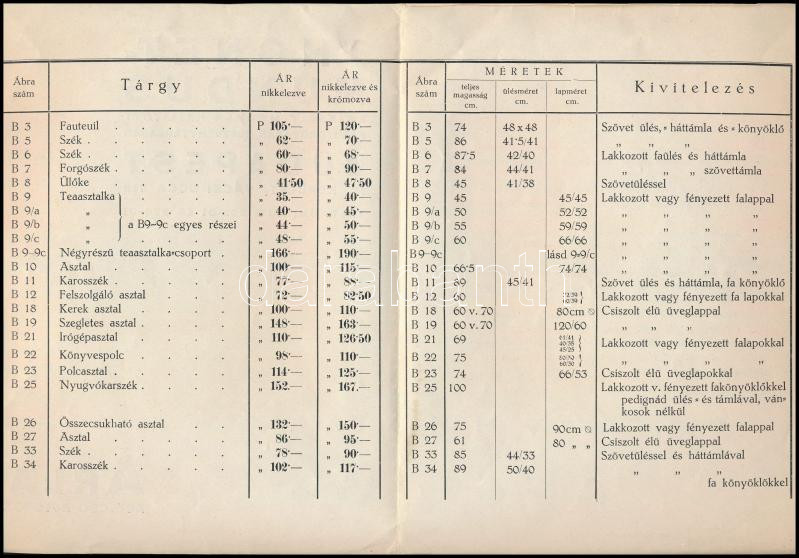 Ábra szám | Tárgy | ÁR nikkelezve | ÁR nikkelezve és krómozva
B 3 Fauteuil . . . . . P 105·— P 120·—
B 5 Szék . . . . . . „ 62·— „ 70·—
B 6 Szék . . . . . . „ 60·— „ 68·—
B 7 Forgószék . . . . . „ 80·— „ 90·—
B 8 Ülőke . . . . . „ 41·50 „ 47·50
B 9 Teaasztalka „ 35.— „ 40·—
B 9/a „ „ 40·— „ 45·—
B 9/b „ a B9–9c egyes részei „ 44·— „ 50·—
B 9/c „ „ 48·— „ 55·—
B 9–9c Négyrészü teaasztalka-csoport . „ 166·— „ 190·—
B 10 Asztal . . . . . „ 100·— „ 115·—
B 11 Karosszék . . . . . „ 77·— „ 88·—
B 12 Felszolgáló asztal . . . „ 72·— „ 82·50
B 18 Kerek asztal . . . . „ 100·— „ 110·—
B 19 Szegletes asztal . . . . „ 148·— „ 163·—
B 21 Irógépasztal . . . . „ 110·— „ 126·50
B 22 Könyvespolc . . . . „ 98·— „ 110·—
B 23 Polcasztal . . . . . „ 114·— „ 125·—
B 25 Nyugvókarszék . . . . „ 152.— „ 167.—
B 26 Összecsukható asztal . . . „ 132·— „ 150·—
B 27 Asztal . . . . . „ 86·— „ 95·—
B 33 Szék . . . . . . „ 78·— „ 90·—
B 34 Karosszék . . . . . „ 102·— „ 117·—
Ábra szám | MÉRETEK | Kivitelezés
teljes magasság cm. | ülésméret cm. | lapméret cm.
B 3 74 48 x 48 Szövet ülés,- háttámla és - könyöklő
B 5 86 41·5/41 „ „ „
B 6 87·5 42/40 Lakkozott faülés és háttámla
B 7 84 44/41 „ „ „ szövettámla
B 8 45 41/38 Szövetüléssel
B 9 45 45/45 Lakkozott vagy fényezett falappal
B 9/a 50 52/52 „ „ „ „
B 9/b 55 59/59 „ „ „ „
B 9/c 60 66/66 „ „ „ „
B9–9c lásd 9-9/c „ „ „ „
B 10 66·5 74/74 „ „ „ „
B 11 69 45/41 Szövet ülés és háttámla, fa könyöklő
B 12 60 Lakkozott vagy fényezett fa lapokkal
B 18 60 v. 70 80cm ⌀ Csiszolt élü üveglappal
B 19 60 v. 70 120/60 „ „ „
B 21 69 Lakkozott vagy fényezett falapokkal
B 22 75 „ „ „ „
B 23 74 66/53 Csiszolt élü üveglapokkal
B 25 100 Lakkozott v. fényezett fakönyöklőkkel
pedignád ülés - és támlával, ván-
kosok nélkül
B 26 75 90cm ⌀ Lakkozott vagy fényezett falappal
B 27 61 80 „ „ Csiszolt élü üveglappal
B 33 85 44/33 Szövetüléssel és háttámlával
B 34 89 50/40 „ „ „
fa könyöklőkkel
darabanth